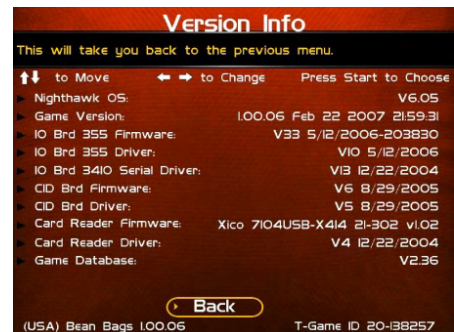 Version Info
This will take you back to the previous menu.
to Move to Change Press Start to Choose
Nighthawk OS: V6.05
Game Version: 1.00.06 Feb 22 2007 21:59:31
IO Brd 355 Firmware: V33 5/12/2006-203830
IO Brd 355 Driver: V10 5/12/2006
IO Brd 3410 Serial Driver: V13 12/22/2004
CID Brd Firmware: V6 8/29/2005
CID Brd Driver: V5 8/29/2005
Card Reader Firmware: Xico 7104USB-X414 21-302 v1.02
Card Reader Driver: V4 12/22/2004
Game Database: V2.36
Back
(USA) Bean Bags 1.00.06 T-Game ID 20-138257